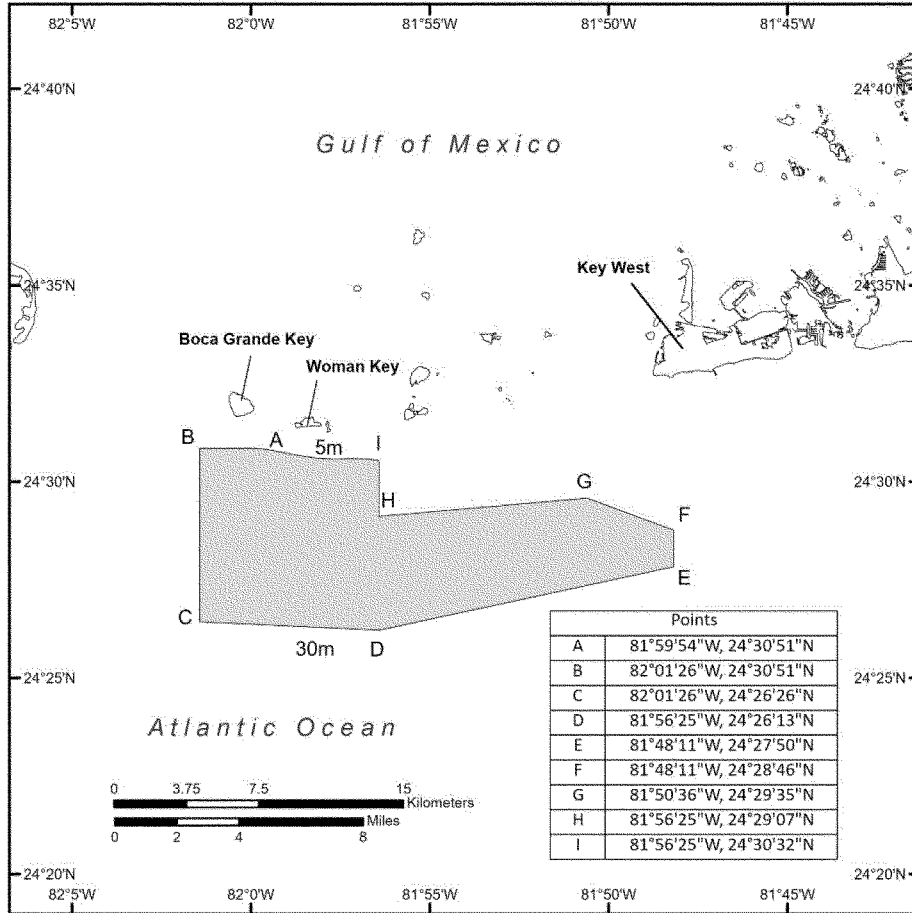 82°5'W 82°0'W 81°55'W 81°50'W 81°45'W
24°40'N 24°40'N
Gulf of Mexico
24°35'N 24°35'N
Key West
Boca Grande Key
Woman Key
B A 5m I
24°30'N 24°30'N
H G
F
E
C
30m D
24°25'N 24°25'N
Atlantic Ocean
0 3.75 7.5 15
Kilometers
Miles
0 2 4 8
Points
A 81°59'54"W, 24°30'51"N
B 82°01'26"W, 24°30'51"N
C 82°01'26"W, 24°26'26"N
D 81°56'25"W, 24°26'13"N
E 81°48'11"W, 24°27'50"N
F 81°48'11"W, 24°28'46"N
G 81°50'36"W, 24°29'35"N
H 81°56'25"W, 24°29'07"N
I 81°56'25"W, 24°30'32"N
24°20'N 24°20'N
82°5'W 82°0'W 81°55'W 81°50'W 81°45'W